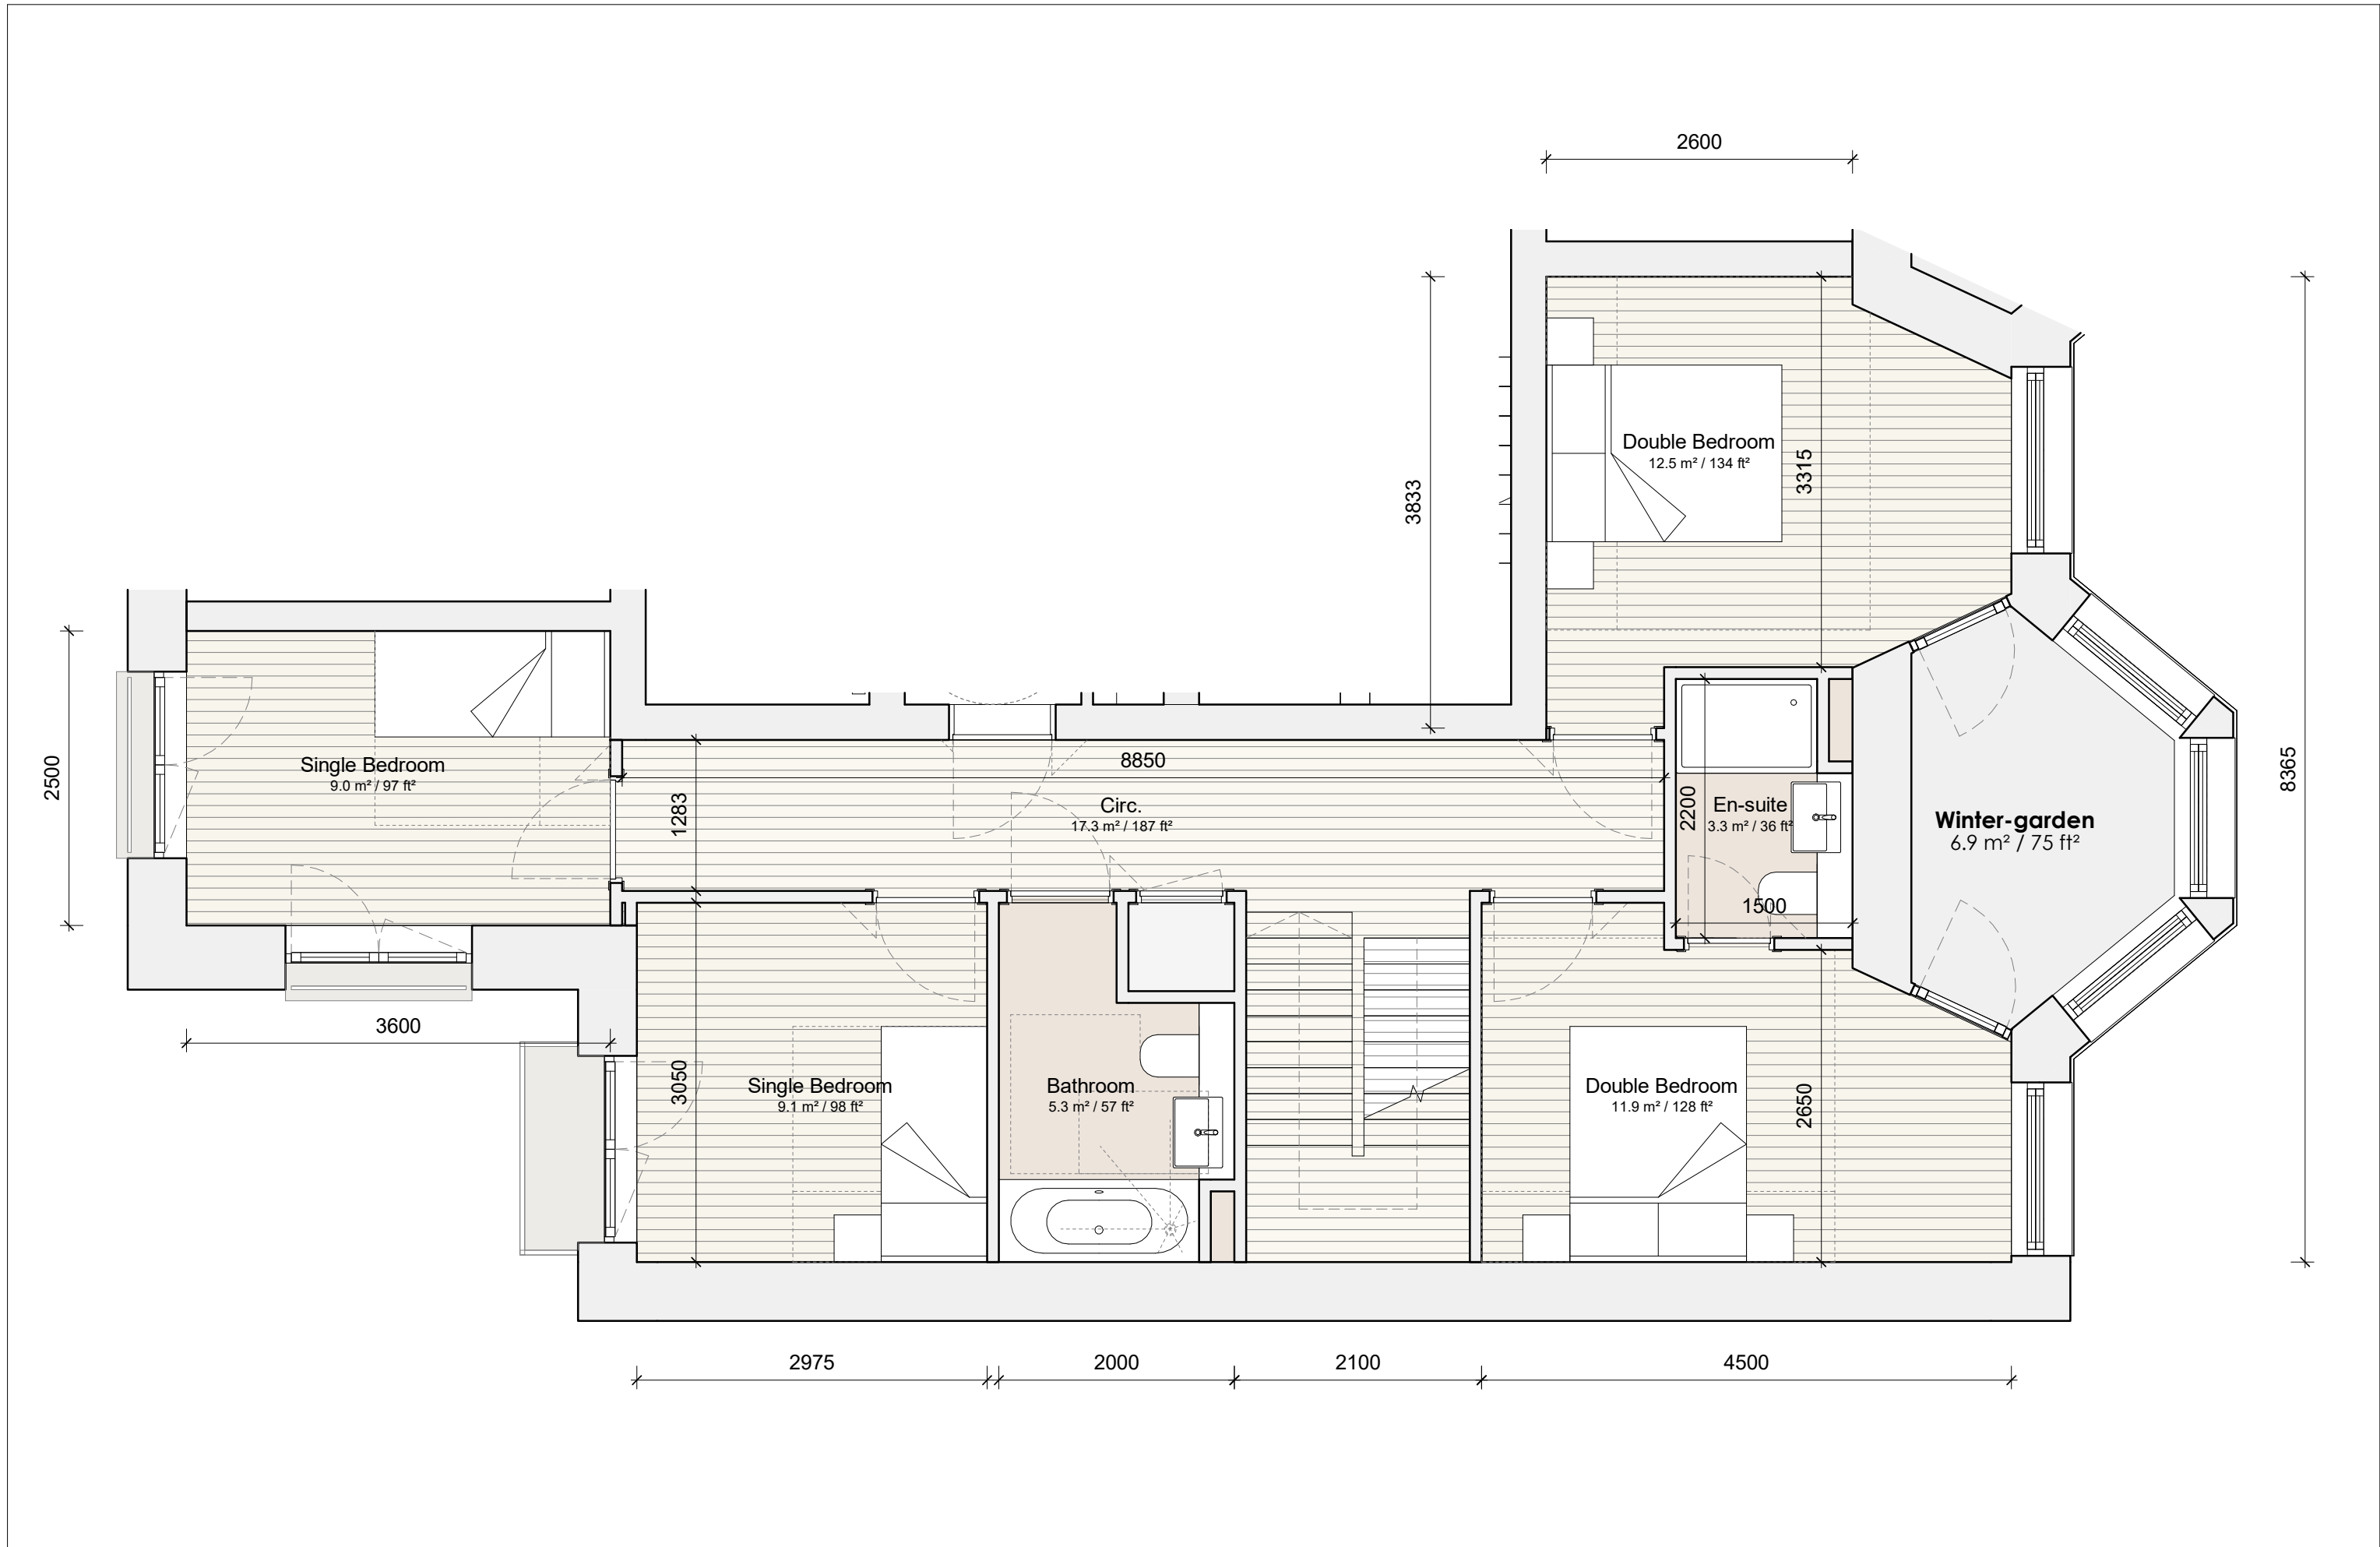 2600
Double Bedroom
12.5 m² / 134 ft²
3315
3833
8365
2500
Single Bedroom
9.0 m² / 97 ft²
8850
1283
Circ.
17.3 m² / 187 ft²
2200
En-suite
3.3 m² / 36 ft²
1500
Winter-garden
6.9 m² / 75 ft²
3600
3050
Single Bedroom
9.1 m² / 98 ft²
Bathroom
5.3 m² / 57 ft²
Double Bedroom
11.9 m² / 128 ft²
2650
2975
2000
2100
4500